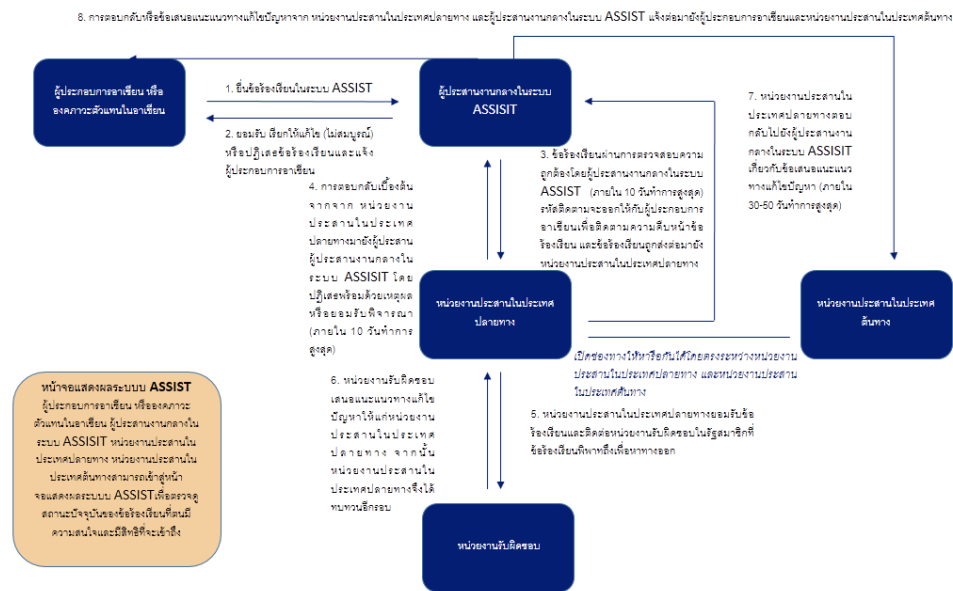 8. การตอบกลับหรือข้อเสนอแนะแนวทางแก้ไขปัญหาจาก หน่วยงานประสานในประเทศปลายทาง และผู้ประสานงานกลางในระบบ ASSIST แจ้งต่อมายังผู้ประกอบการอาเซียนและหน่วยงานประสานในประเทศต้นทาง
ผู้ประกอบการอาเซียน หรือ
องคภาวะตัวแทนในอาเซียน
1. ยื่นข้อร้องเรียนในระบบ ASSIST
2. ยอมรับ เรียกให้แก้ไข (ไม่สมบูรณ์)
หรือปฏิเสธข้อร้องเรียนและแจ้ง
ผู้ประกอบการอาเซียน
ผู้ประสานงานกลางในระบบ
ASSISIT
3. ข้อร้องเรียนผ่านการตรวจสอบความ
ถูกต้องโดยผู้ประสานงานกลางในระบบ
ASSIST (ภายใน 10 วันทำการสูงสุด)
รหัสติดตามจะออกให้กับผู้ประกอบการ
อาเซียนเพื่อติดตามความคืบหน้าข้อ
ร้องเรียน และข้อร้องเรียนถูกส่งต่อมายัง
หน่วยงานประสานในประเทศปลายทาง
7. หน่วยงานประสานใน
ประเทศปลายทางตอบ
กลับไปยังผู้ประสานงาน
กลางในระบบ ASSISIT
เกี่ยวกับข้อเสนอแนะแนว
ทางแก้ไขปัญหา (ภายใน
30-50 วันทำการสูงสุด)
4. การตอบกลับเบื้องต้น
จากจาก หน่วยงาน
ประสานในประเทศ
ปลายทางมายังผู้ประสาน
ผู้ประสานงานกลางใน
ระบบ ASSISIT โดย
ปฏิเสธพร้อมด้วยเหตุผล
หรือยอมรับพิจารณา
(ภายใน 10 วันทำการ
สูงสุด)
หน่วยงานประสานในประเทศ
ปลายทาง
หน่วยงานประสานในประเทศ
ต้นทาง
เปิดช่องทางให้หารือกันได้โดยตรงระหว่างหน่วยงาน
ประสานในประเทศปลายทาง และหน่วยงานประสาน
ในประเทศต้นทาง
5. หน่วยงานประสานในประเทศปลายทางยอมรับข้อ
ร้องเรียนและติดต่อหน่วยงานรับผิดชอบในรัฐสมาชิกที่
ข้อร้องเรียนพิพาทถึงเพื่อหาทางออก
6. หน่วยงานรับผิดชอบ
เสนอแนะแนวทางแก้ไข
ปัญหาให้แก่หน่วยงาน
ประสานในประเทศ
ปลายทาง จากนั้น
หน่วยงานประสานใน
ประเทศปลายทางจึงได้
ทบทวนอีกรอบ
หน่วยงานรับผิดชอบ
หน้าจอแสดงผลระบบบ ASSIST
ผู้ประกอบการอาเซียน หรือองคภาวะ
ตัวแทนในอาเซียน ผู้ประสานงานกลางใน
ระบบ ASSISIT หน่วยงานประสานใน
ประเทศปลายทาง หน่วยงานประสานใน
ประเทศต้นทางสามารถเข้าสู่หน้า
จอแสดงผลระบบบ ASSISTเพื่อตรวจดู
สถานะปัจจุบันของข้อร้องเรียนที่ตนมี
ความสนใจและมีสิทธิที่จะเข้าถึง